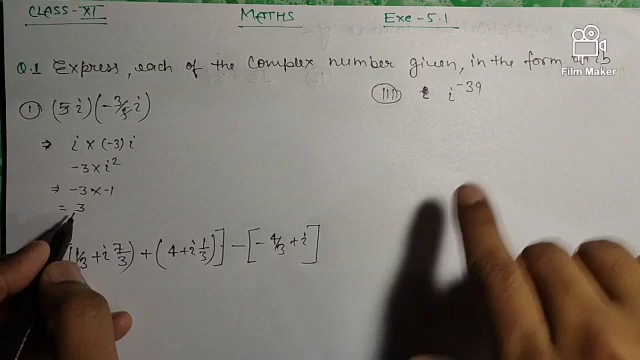 CLASS-XI MATHS Exe-5.1
Film Maker
Q.1 Express, each of the complex number given, in the form of
① (5i)(-3/5 i)
⇒ i×(-3)i
-3×i²
⇒ -3×-1
= 3
(1/3+i 7/3)+(4+i 1/3)]-[-4/3+i]
(III) i⁻³⁹